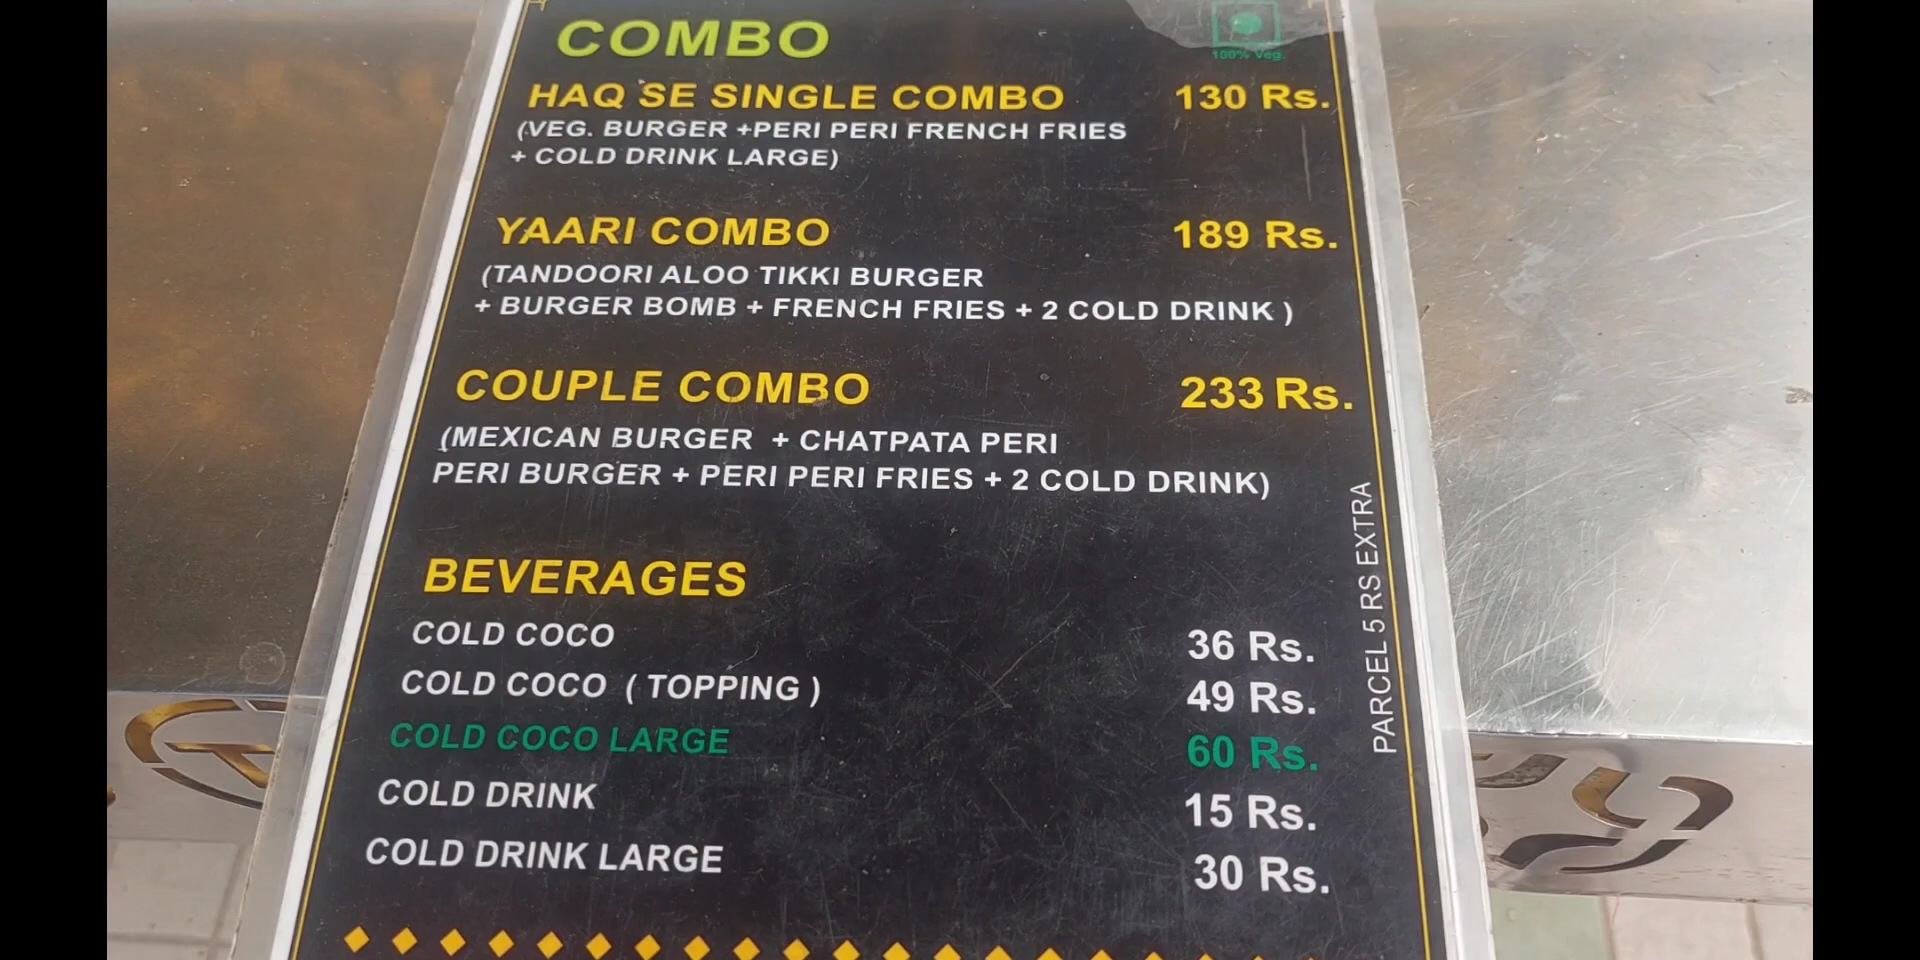 COMBO
100% Veg.
HAQ SE SINGLE COMBO 130 Rs.
(VEG. BURGER +PERI PERI FRENCH FRIES
+ COLD DRINK LARGE)
YAARI COMBO 189 Rs.
(TANDOORI ALOO TIKKI BURGER
+ BURGER BOMB + FRENCH FRIES + 2 COLD DRINK )
COUPLE COMBO 233 Rs.
(MEXICAN BURGER + CHATPATA PERI
PERI BURGER + PERI PERI FRIES + 2 COLD DRINK)
BEVERAGES
COLD COCO 36 Rs.
COLD COCO ( TOPPING ) 49 Rs.
COLD COCO LARGE 60 Rs.
COLD DRINK 15 Rs.
COLD DRINK LARGE 30 Rs.
PARCEL 5 RS EXTRA